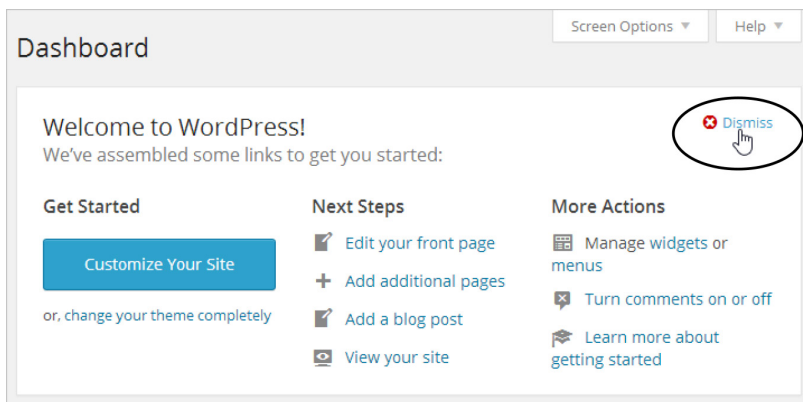 Screen Options
Help
Dashboard
Welcome to WordPress!
Dismiss
We've assembled some links to get you started:
Get Started
Customize Your Site
or, change your theme completely
Next Steps
Edit your front page
Add additional pages
Add a blog post
View your site
More Actions
Manage widgets or
menus
Turn comments on or off
Learn more about
getting started